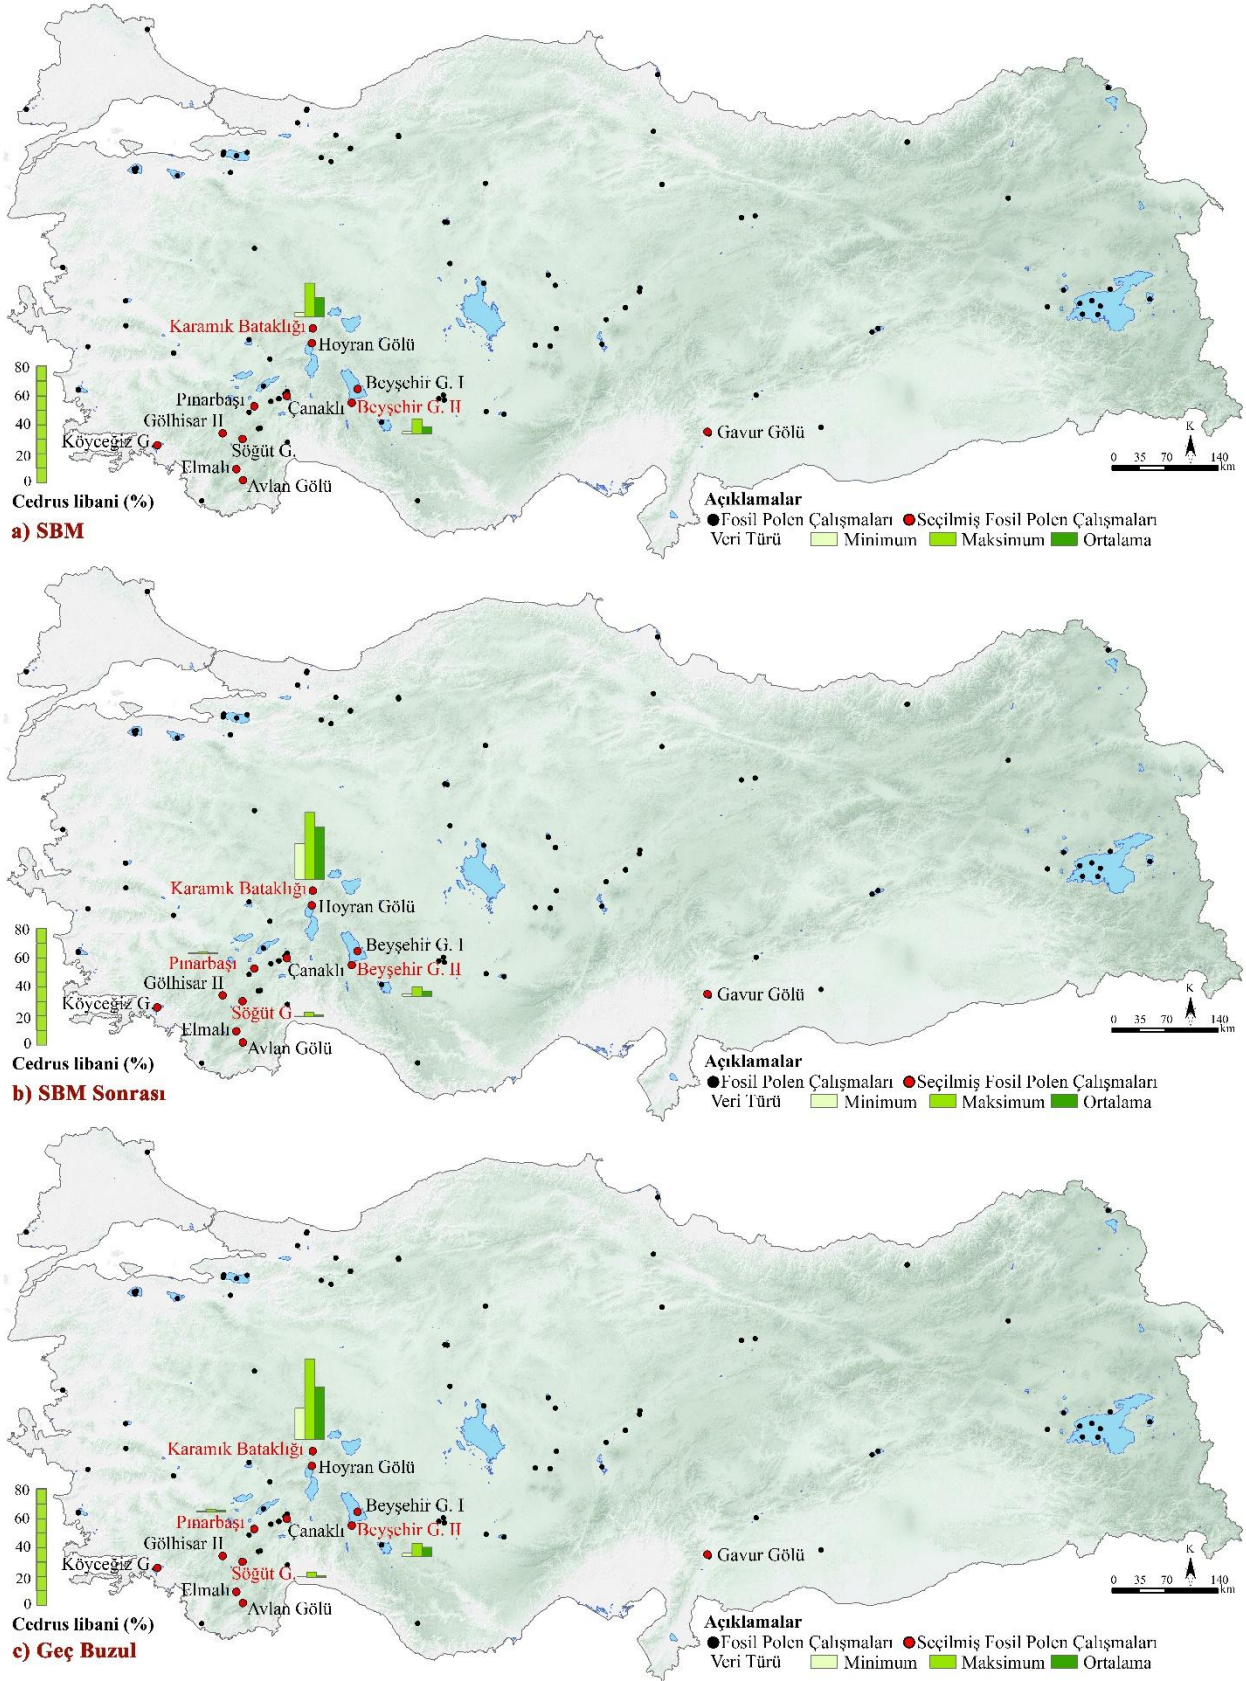 Karamık Bataklığı
Hoyran Gölü
80
60
40
20
0
Beyşehir G. I
Pınarbaşı
Çanaklı
Beyşehir G. II
Gölhisar II
Köyceğiz G.
Söğüt G.
Gavur Gölü
K
Elmalı
Avlan Gölü
0 35 70 140
km
Cedrus libani (%)
Açıklamalar
Fosil Polen Çalışmaları Seçilmiş Fosil Polen Çalışmaları
a) SBM
Veri Türü Minimum Maksimum Ortalama
Karamık Bataklığı
Hoyran Gölü
80
60
40
20
0
Beyşehir G. I
Pınarbaşı
Çanaklı
Beyşehir G. II
Gölhisar II
Köyceğiz G.
Söğüt G
Gavur Gölü
K
Elmalı
Avlan Gölü
0 35 70 140
km
Cedrus libani (%)
Açıklamalar
Fosil Polen Çalışmaları Seçilmiş Fosil Polen Çalışmaları
b) SBM Sonrası
Veri Türü Minimum Maksimum Ortalama
Karamık Bataklığı
Hoyran Gölü
80
60
40
20
0
Beyşehir G. I
Pınarbaşı
Çanaklı
Beyşehir G. II
Gölhisar II
Köyceğiz G.
Söğüt G.
Gavur Gölü
K
Elmalı
Avlan Gölü
0 35 70 140
km
Cedrus libani (%)
Açıklamalar
Fosil Polen Çalışmaları Seçilmiş Fosil Polen Çalışmaları
c) Geç Buzul
Veri Türü Minimum Maksimum Ortalama